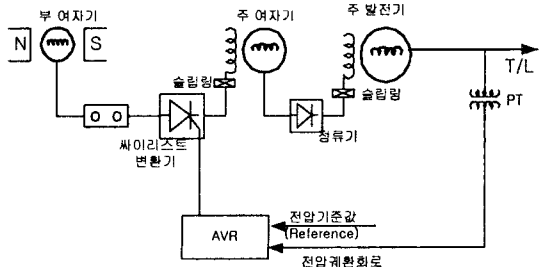 부 여자기
주 여자기
주 발전기
N
S
T/L
슬립링
슬립링
PT
싸이리스트
변환기
정류기
AVR
전압기준값
(Reference)
전압궤환화로